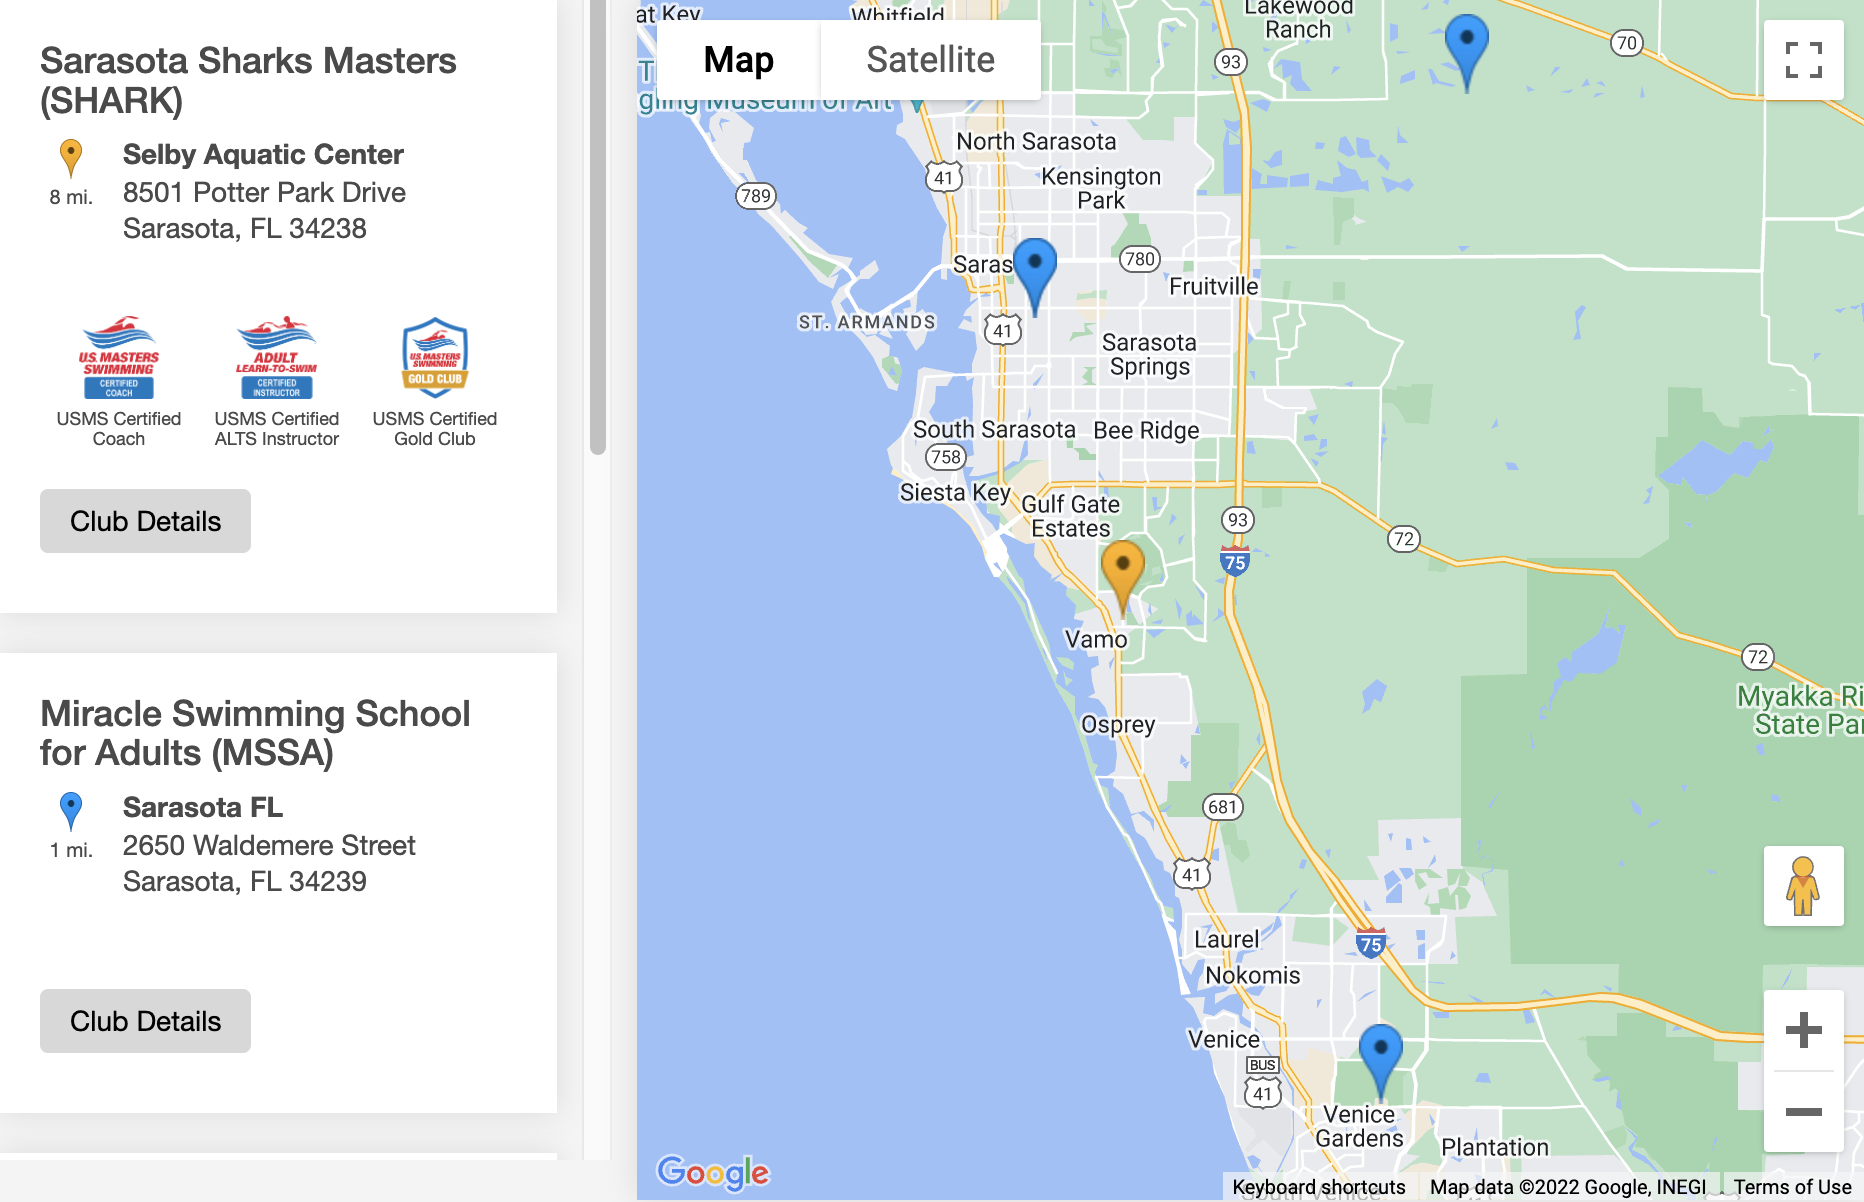 Sarasota Sharks Masters
(SHARK)
8 mi.
Selby Aquatic Center
8501 Potter Park Drive
Sarasota, FL 34238
U.S. MASTERS
SWIMMING
CERTIFIED
COACH
USMS Certified
Coach
ADULT
LEARN-TO-SWIM
CERTIFIED
INSTRUCTOR
USMS Certified
ALTS Instructor
U.S. MASTERS
SWIMMING
GOLD CLUB
USMS Certified
Gold Club
Club Details
Miracle Swimming School
for Adults (MSSA)
1 mi.
Sarasota FL
2650 Waldemere Street
Sarasota, FL 34239
Club Details
at Key
Whitfield
Lakewood
Ranch
Map
Satellite
70
93
gling Museum of Art
North Sarasota
41
Kensington
Park
789
Saras
780
Fruitville
ST. ARMANDS
41
Sarasota
Springs
South Sarasota
Bee Ridge
758
Siesta Key
Gulf Gate
Estates
93
72
75
Vamo
72
Myakka Ri
State Par
Osprey
681
41
Laurel
75
Nokomis
Venice
BUS
41
Venice
Gardens
Plantation
Google
South Venice
Keyboard shortcuts
Map data ©2022 Google, INEGI
Terms of Use